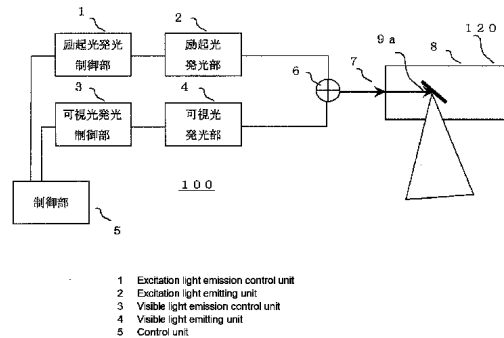 1
励起光発光
制御部
2
励起光
発光部
3
可視光発光
制御部
4
可視光
発光部
制御部
5
6
7
9a
8
120
100
1 Excitation light emission control unit
2 Excitation light emitting unit
3 Visible light emission control unit
4 Visible light emitting unit
5 Control unit